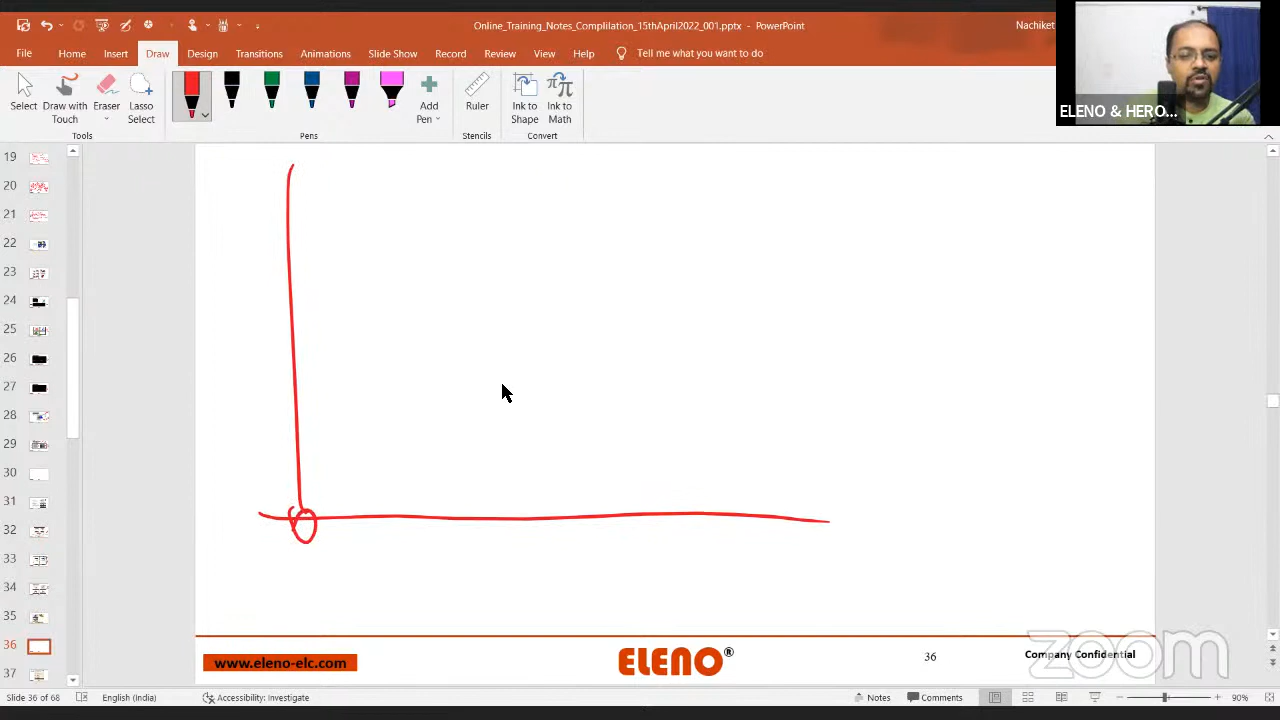 Online_Training_Notes_Complilation_15thApril2022_001.pptx - PowerPoint
Nachiket
File Home Insert Draw Design Transitions Animations Slide Show Record Review View Help Tell me what you want to do
Select
Draw with Touch
Eraser
Lasso Select
Add Pen
Ruler
Ink to Shape
Ink to Math
Tools
Pens
Stencils
Convert
ELENO & HERO...
19
20
21
22
23
24
25
26
27
28
29
30
31
32
33
34
35
36
37
www.eleno-elc.com
ELENO®
36
Company Confidential
zoom
Slide 36 of 68 English (India) Accessibility: Investigate Notes Comments 90%